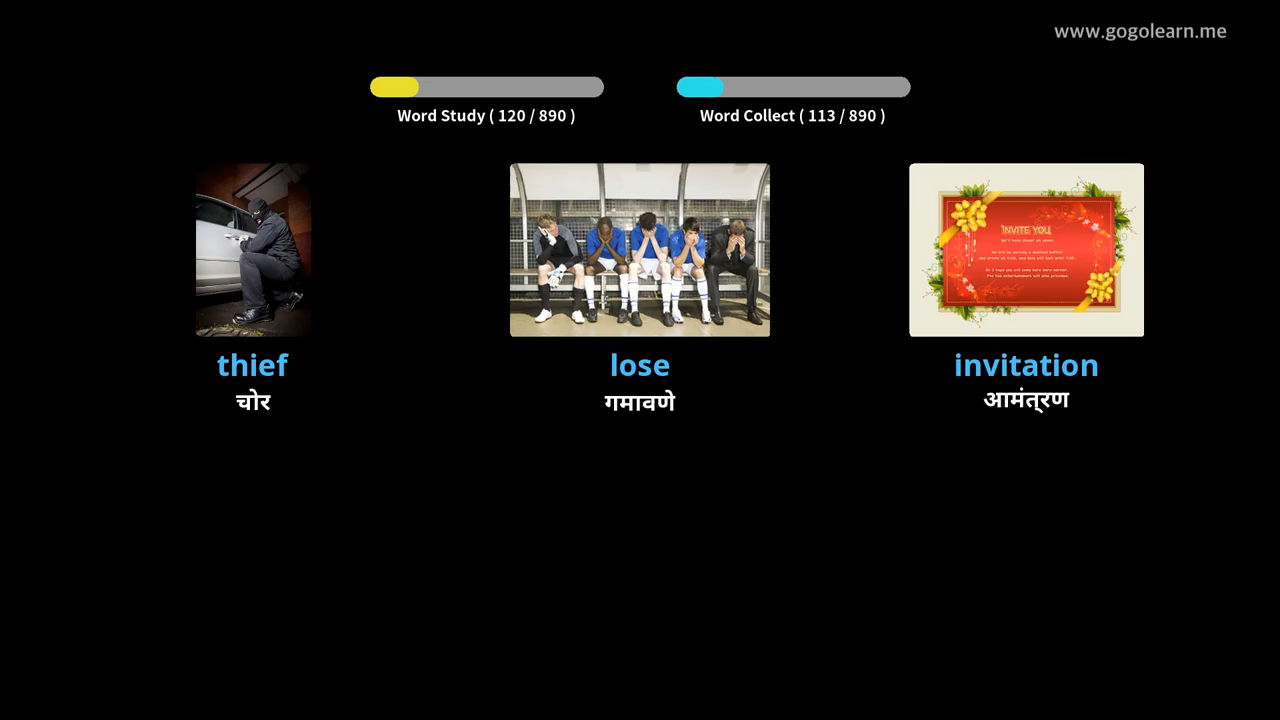 www.gogolearn.me
Word Study ( 120 / 890 )
Word Collect ( 113 / 890 )
INVITE YOU
thief
lose
invitation
चोर
गमावणे
आमंत्रण